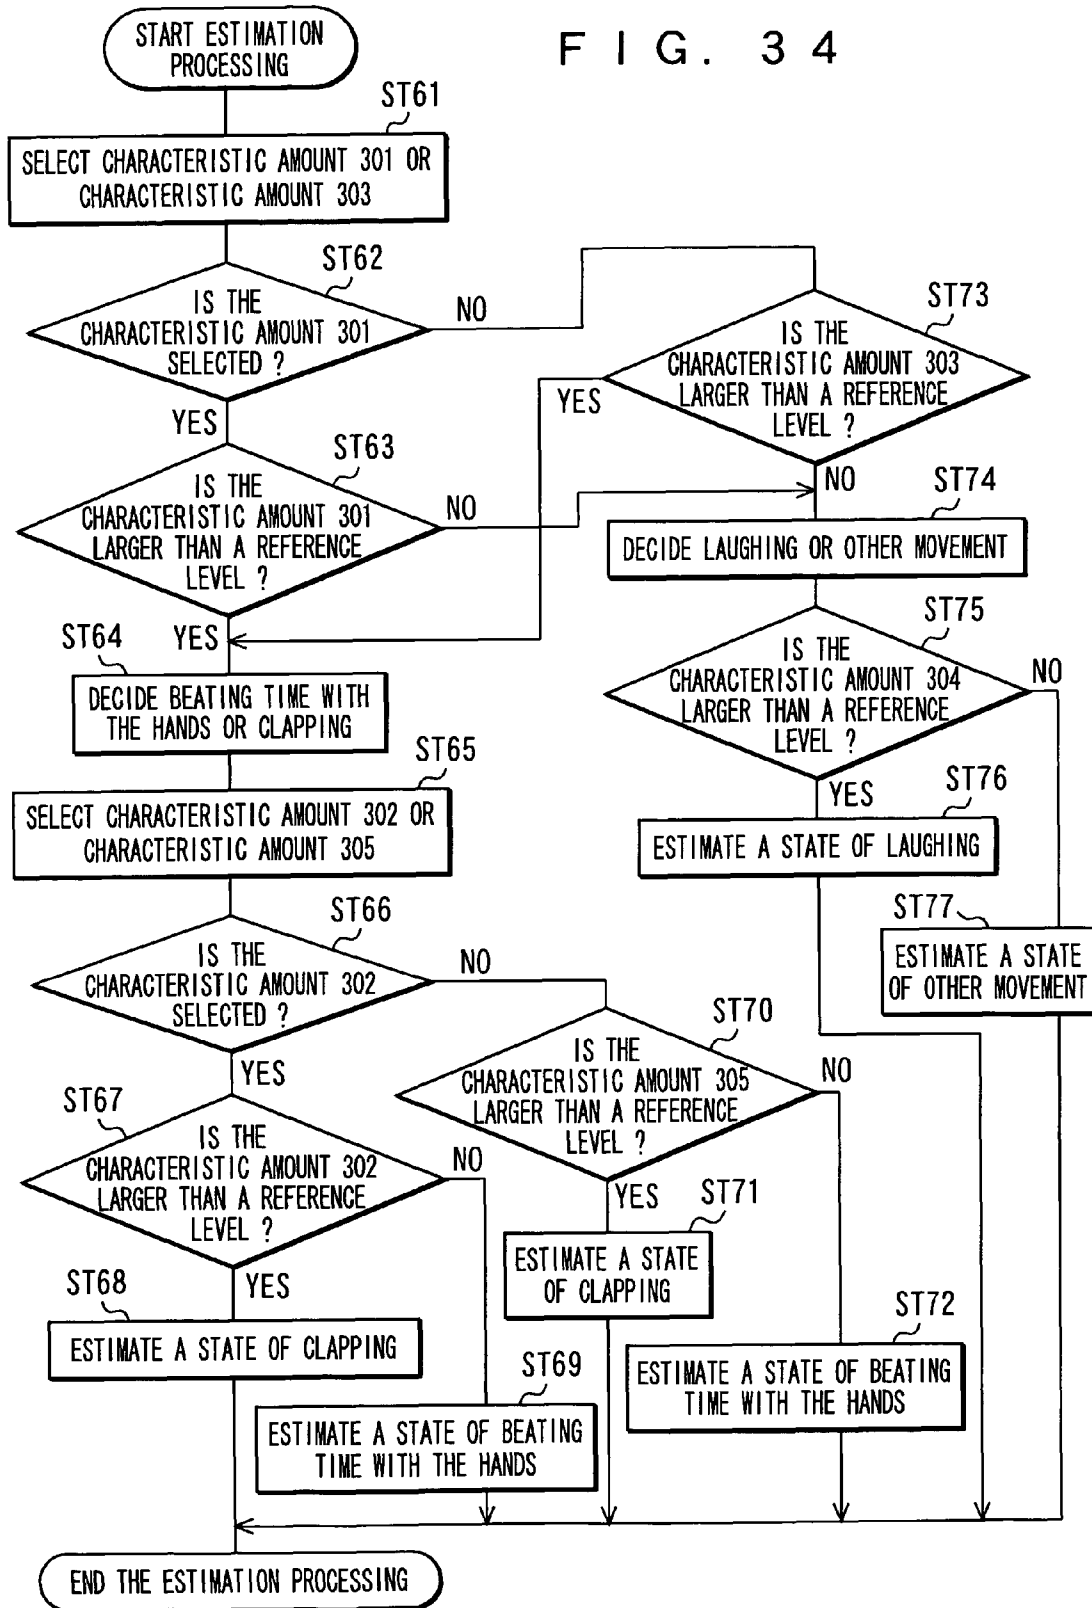 FIG. 34
START ESTIMATION
PROCESSING
ST61
SELECT CHARACTERISTIC AMOUNT 301 OR
CHARACTERISTIC AMOUNT 303
ST62
IS THE
CHARACTERISTIC AMOUNT 301
SELECTED ?
NO
YES
ST63
IS THE
CHARACTERISTIC AMOUNT 301
LARGER THAN A REFERENCE
LEVEL ?
NO
YES
ST73
IS THE
CHARACTERISTIC AMOUNT 303
LARGER THAN A REFERENCE
LEVEL ?
YES
NO
ST74
DECIDE LAUGHING OR OTHER MOVEMENT
ST75
IS THE
CHARACTERISTIC AMOUNT 304
LARGER THAN A REFERENCE
LEVEL ?
NO
YES
ST76
ESTIMATE A STATE OF LAUGHING
ST77
ESTIMATE A STATE
OF OTHER MOVEMENT
ST64
DECIDE BEATING TIME WITH
THE HANDS OR CLAPPING
ST65
SELECT CHARACTERISTIC AMOUNT 302 OR
CHARACTERISTIC AMOUNT 305
ST66
IS THE
CHARACTERISTIC AMOUNT 302
SELECTED ?
NO
YES
ST67
IS THE
CHARACTERISTIC AMOUNT 302
LARGER THAN A REFERENCE
LEVEL ?
NO
YES
ST68
ESTIMATE A STATE OF CLAPPING
ST69
ESTIMATE A STATE OF BEATING
TIME WITH THE HANDS
ST70
IS THE
CHARACTERISTIC AMOUNT 305
LARGER THAN A REFERENCE
LEVEL ?
NO
YES
ST71
ESTIMATE A STATE
OF CLAPPING
ST72
ESTIMATE A STATE OF BEATING
TIME WITH THE HANDS
END THE ESTIMATION PROCESSING